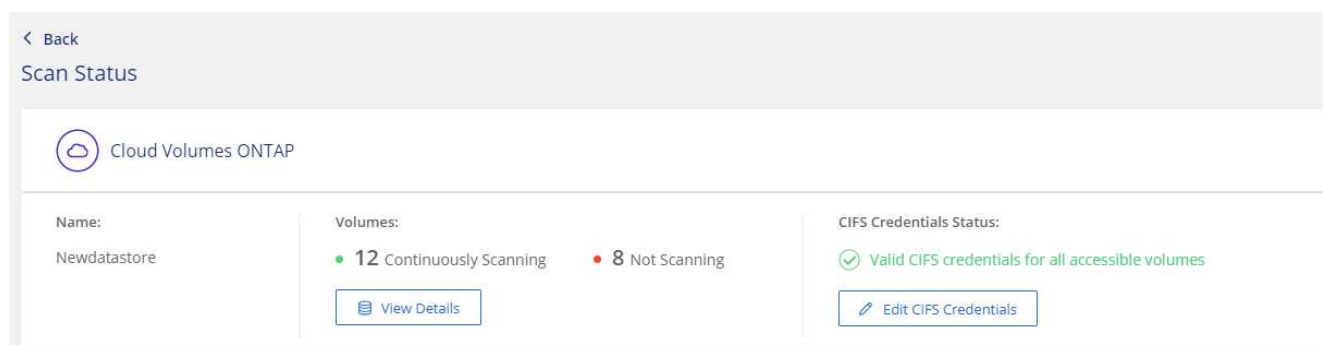 Back
Scan Status
Cloud Volumes ONTAP
Name:
Newdatastore
Volumes:
12 Continuously Scanning
8 Not Scanning
View Details
CIFS Credentials Status:
Valid CIFS credentials for all accessible volumes
Edit CIFS Credentials